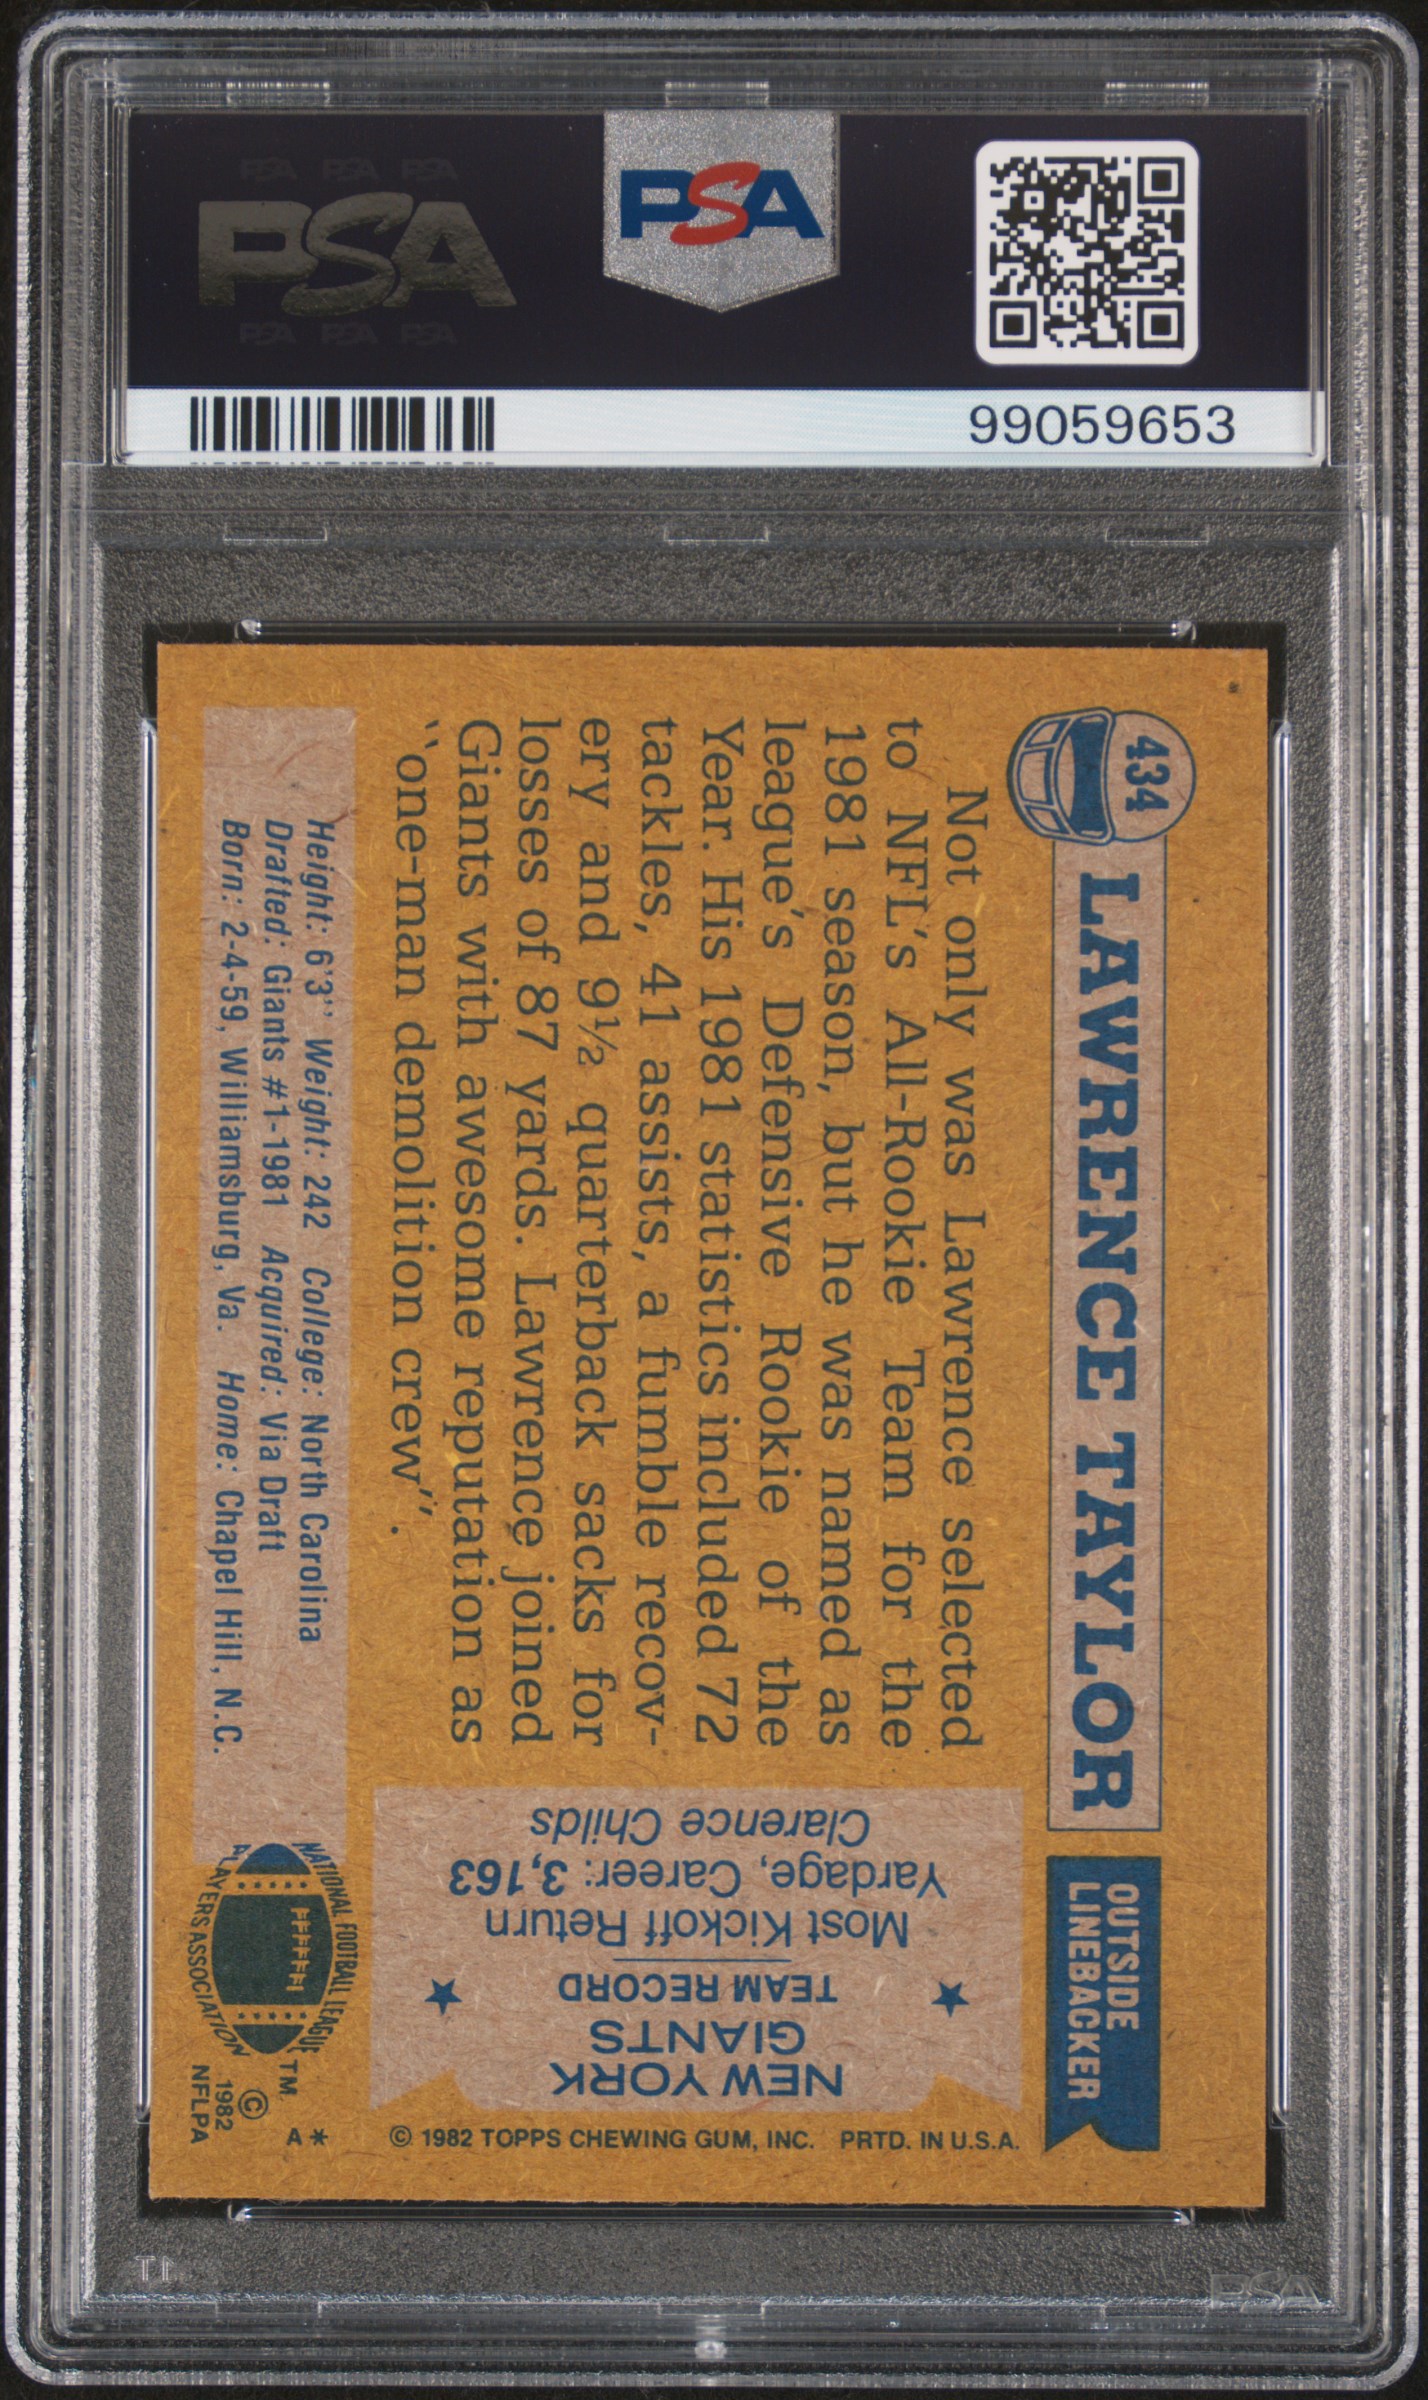 PSA PSA PSA
PSA
PSA PSA PSA
PSA
99059653
434
LAWRENCE TAYLOR
OUTSIDE
LINEBACKER
Not only was Lawrence selected
to NFL's All-Rookie Team for the
1981 season, but he was named as
league's Defensive Rookie of the
Year. His 1981 statistics included 72
tackles, 41 assists, a fumble recov-
ery and 9½ quarterback sacks for
losses of 87 yards. Lawrence joined
Giants with awesome reputation as
"one-man demolition crew".
Height: 6'3" Weight: 242 College: North Carolina
Drafted: Giants #1-1981 Acquired: Via Draft
Born: 2-4-59, Williamsburg, Va. Home: Chapel Hill, N.C.
NEW YORK
GIANTS
TEAM RECORD
Most Kickoff Return
Yardage, Career: 3,163
Clarence Childs
NATIONAL FOOTBALL LEAGUE
PLAYERS ASSOCIATION
TM
©
1982
NFLPA
A*
© 1982 TOPPS CHEWING GUM, INC. PRTD. IN U.S.A.
PSA